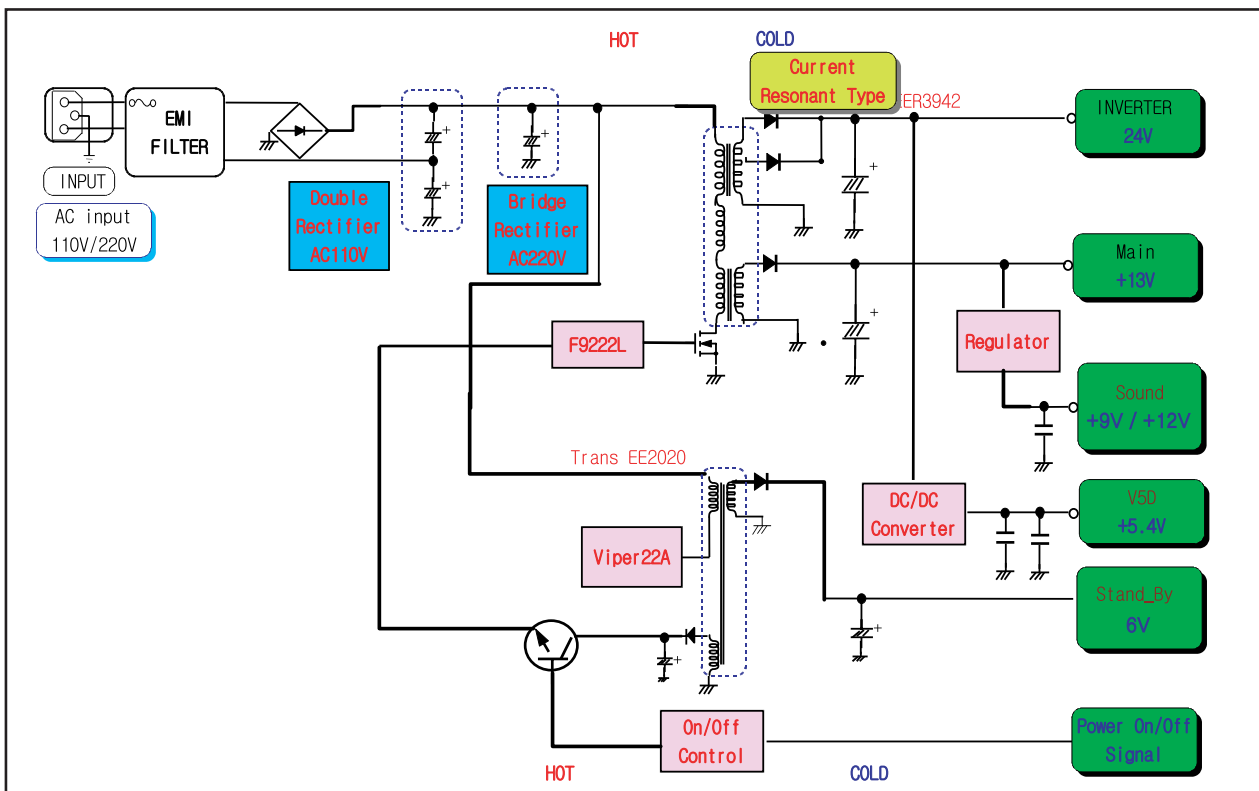 HOT
COLD
Current
Resonant Type
ER3942
INVERTER
24V
EMI
FILTER
INPUT
AC input
110V/220V
Double
Rectifier
AC110V
Bridge
Rectifier
AC220V
Main
+13V
F9222L
Regulator
Sound
+9V / +12V
Trans EE2020
DC/DC
Converter
V5D
+5.4V
Viper22A
Stand_By
6V
On/Off
Control
Power On/Off
Signal
HOT
COLD
+
+
+
+
+
+
+